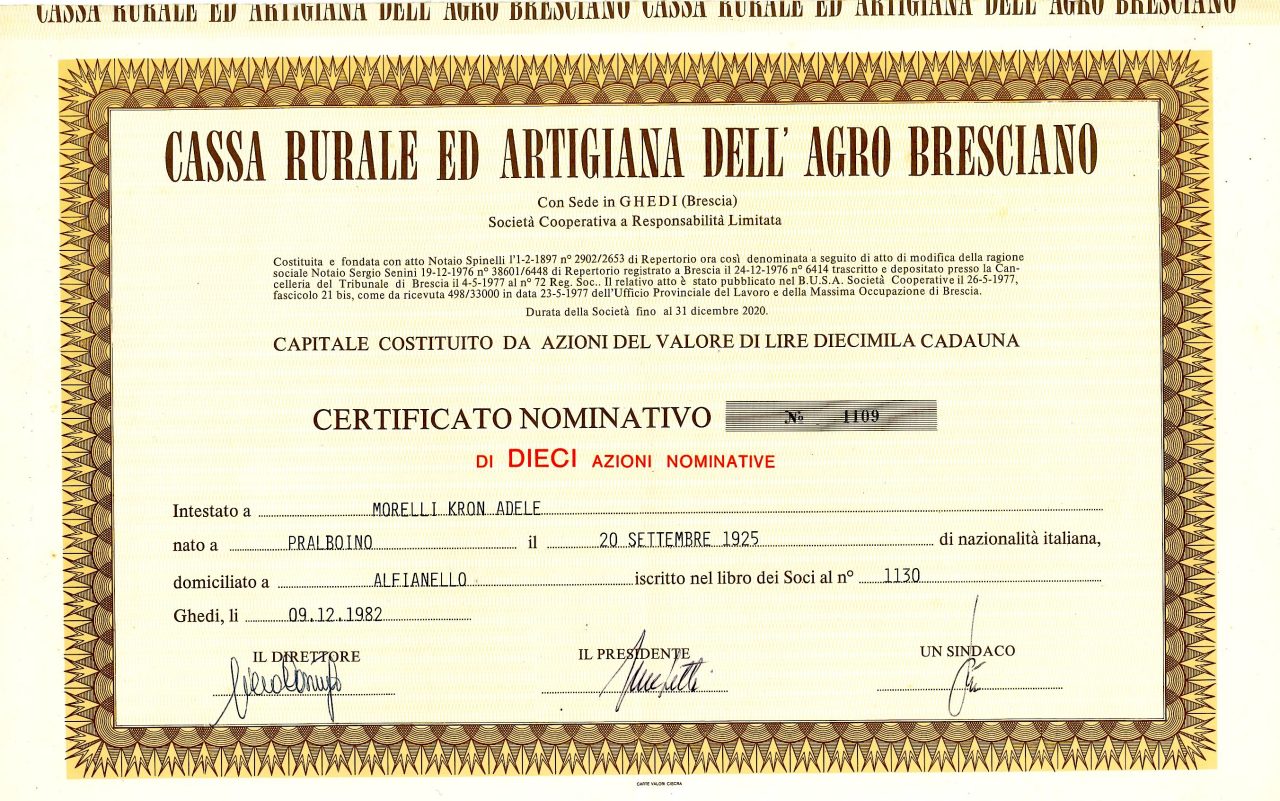 CASSA RURALE ED ARTIGIANA DELL' AGRO BRESCIANO CASSA RURALE ED ARTIGIANA DELL' AGRO BRESCIANO
CASSA RURALE ED ARTIGIANA DELL' AGRO BRESCIANO
Con Sede in GHEDI (Brescia)
Società Cooperativa a Responsabilità Limitata
Costituita e fondata con atto Notaio Spinelli l'1-2-1897 n° 2902/2653 di Repertorio ora così denominata a seguito di atto di modifica della ragione
sociale Notaio Sergio Senini 19-12-1976 n° 38601/6448 di Repertorio registrato a Brescia il 24-12-1976 n° 6414 trascritto e depositato presso la Can-
celleria del Tribunale di Brescia il 4-5-1977 al n° 72 Reg. Soc.. Il relativo atto è stato pubblicato nel B.U.S.A. Società Cooperative il 26-5-1977,
fascicolo 21 bis, come da ricevuta 498/33000 in data 23-5-1977 dell'Ufficio Provinciale del Lavoro e della Massima Occupazione di Brescia.
Durata della Società fino al 31 dicembre 2020.
CAPITALE COSTITUITO DA AZIONI DEL VALORE DI LIRE DIECIMILA CADAUNA
CERTIFICATO NOMINATIVO № 1109
DI DIECI AZIONI NOMINATIVE
Intestato a MORELLI KRON ADELE
nato a PRALBOINO il 20 SETTEMBRE 1925 di nazionalità italiana,
domiciliato a ALFIANELLO iscritto nel libro dei Soci al n° 1130
Ghedi, li 09.12.1982
IL DIRETTORE IL PRESIDENTE UN SINDACO
CARTE VALORI CISCRA